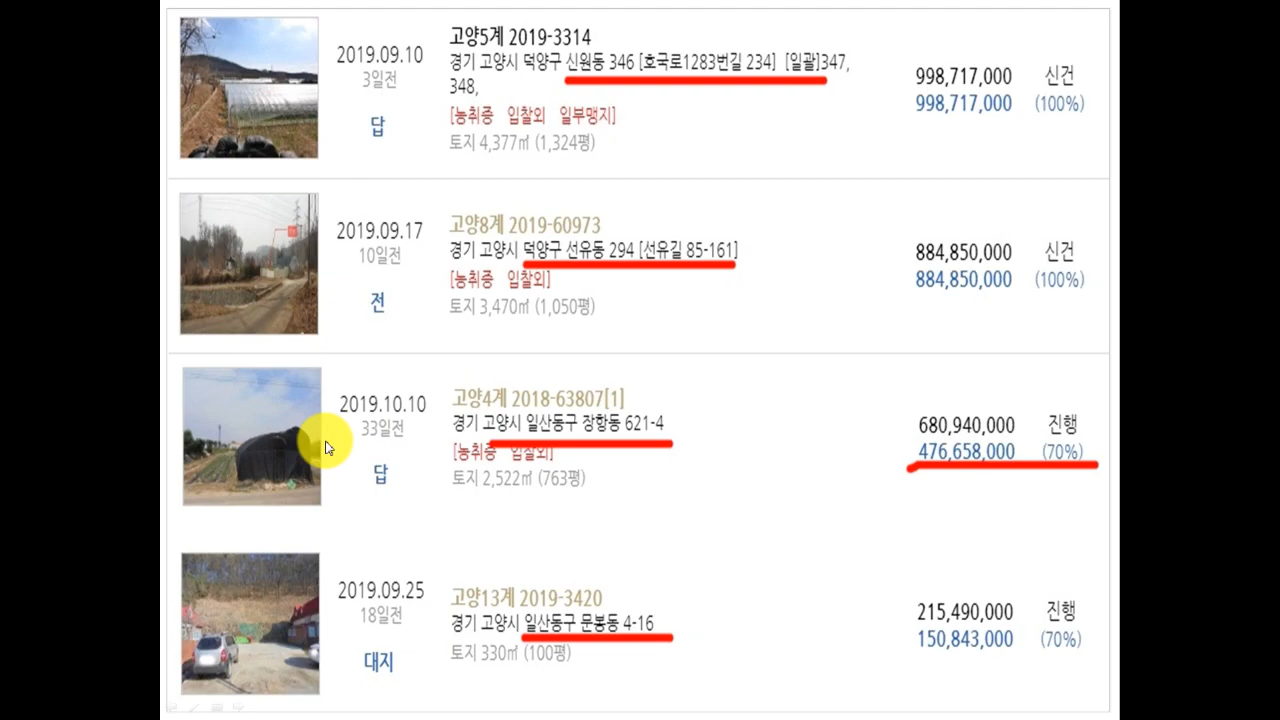 2019.09.10
3일전
답
고양5계 2019-3314
경기 고양시 덕양구 신원동 346 [호국로1283번길 234] [일괄]347,
348,
[농취증 입찰외 일부맹지]
토지 4,377㎡ (1,324평)
998,717,000 신건
998,717,000 (100%)
2019.09.17
10일전
전
고양8계 2019-60973
경기 고양시 덕양구 선유동 294 [선유길 85-161]
[농취증 입찰외]
토지 3,470㎡ (1,050평)
884,850,000 신건
884,850,000 (100%)
2019.10.10
33일전
답
고양4계 2018-63807[1]
경기 고양시 일산동구 장항동 621-4
[농취증 입찰외]
토지 2,522㎡ (763평)
680,940,000 진행
476,658,000 (70%)
2019.09.25
18일전
대지
고양13계 2019-3420
경기 고양시 일산동구 문봉동 4-16
토지 330㎡ (100평)
215,490,000 진행
150,843,000 (70%)